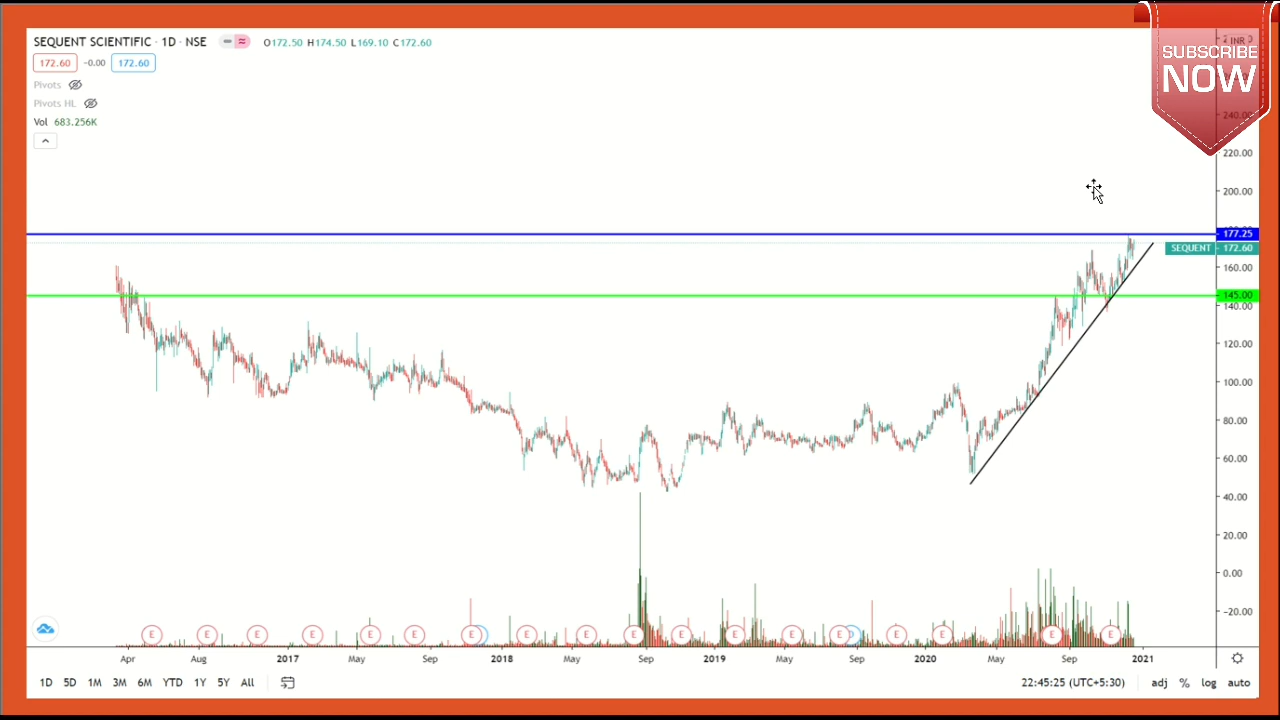 SEQUENT SCIENTIFIC · 1D · NSE
O172.50 H174.50 L169.10 C172.60
172.60 -0.00 172.60
Pivots
Pivots HL
Vol 683.256K
SUBSCRIBE
NOW
INR
240.00
220.00
200.00
177.25
SEQUENT 172.60
160.00
145.00
140.00
120.00
100.00
80.00
60.00
40.00
20.00
0.00
-20.00
E E E E E E E E E E E E E E E E E E E
Apr Aug 2017 May Sep 2018 May Sep 2019 May Sep 2020 May Sep 2021
1D 5D 1M 3M 6M YTD 1Y 5Y All
22:45:25 (UTC+5:30) adj % log auto